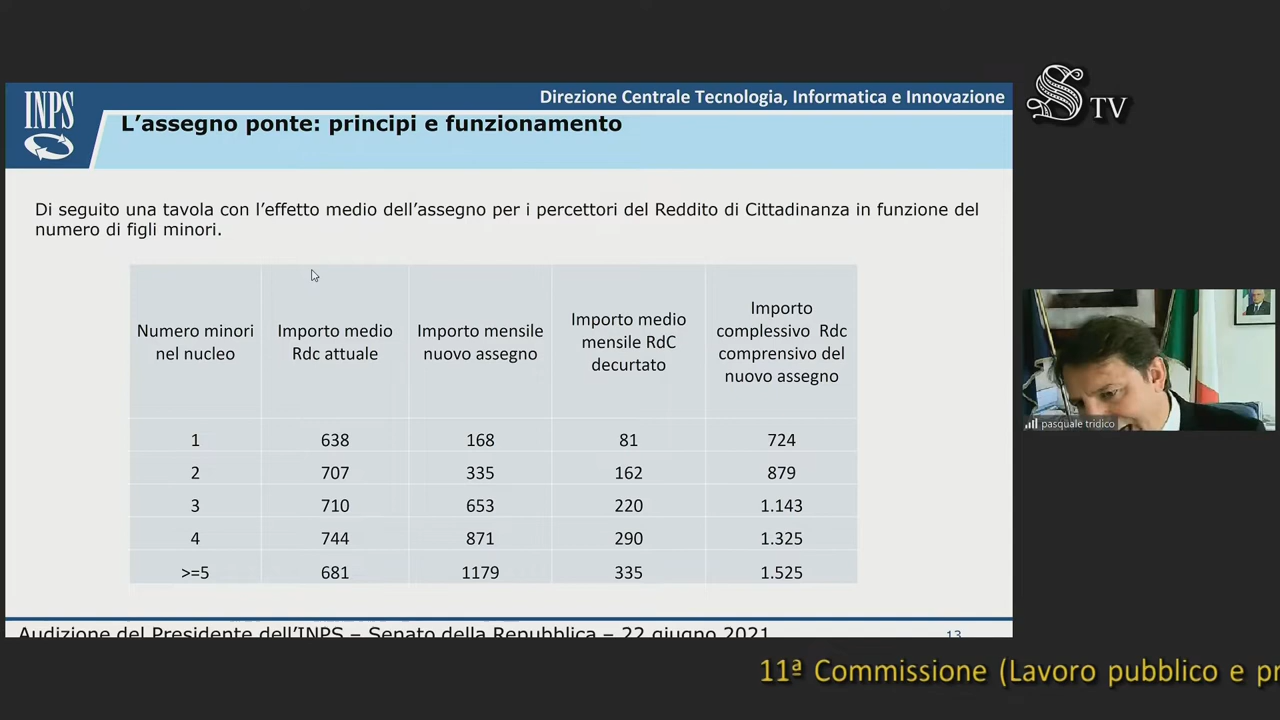 INPS
Direzione Centrale Tecnologia, Informatica e Innovazione
L'assegno ponte: principi e funzionamento
S TV
Di seguito una tavola con l'effetto medio dell'assegno per i percettori del Reddito di Cittadinanza in funzione del
numero di figli minori.
Numero minori nel nucleo
Importo medio Rdc attuale
Importo mensile nuovo assegno
Importo medio mensile RdC decurtato
Importo complessivo Rdc comprensivo del nuovo assegno
1 638 168 81 724
2 707 335 162 879
3 710 653 220 1.143
4 744 871 290 1.325
>=5 681 1179 335 1.525
pasquale tridico
Audizione del Presidente dell'INPS – Senato della Repubblica – 22 giugno 2021
13
11ª Commissione (Lavoro pubblico e pr